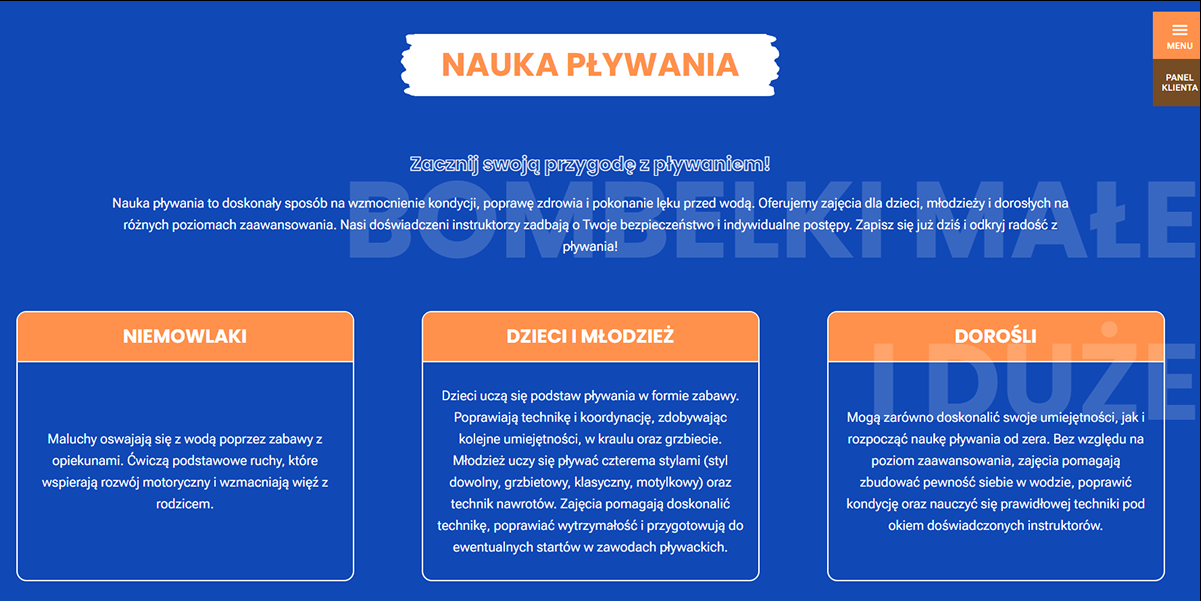 NAUKA PŁYWANIA
MENU
PANEL
KLIENTA
Zacznij swoją przygodę z pływaniem!
BOMBELKI MAŁE
I DUŻE
Nauka pływania to doskonały sposób na wzmocnienie kondycji, poprawę zdrowia i pokonanie lęku przed wodą. Oferujemy zajęcia dla dzieci, młodzieży i dorosłych na
różnych poziomach zaawansowania. Nasi doświadczeni instruktorzy zadbają o Twoje bezpieczeństwo i indywidualne postępy. Zapisz się już dziś i odkryj radość z
pływania!
NIEMOWLAKI
Maluchy oswajają się z wodą poprzez zabawy z
opiekunami. Ćwiczą podstawowe ruchy, które
wspierają rozwój motoryczny i wzmacniają więź z
rodzicem.
DZIECI I MŁODZIEŻ
Dzieci uczą się podstaw pływania w formie zabawy.
Poprawiają technikę i koordynację, zdobywając
kolejne umiejętności, w kraulu oraz grzbiecie.
Młodzież uczy się pływać czterema stylami (styl
dowolny, grzbietowy, klasyczny, motylkowy) oraz
technik nawrotów. Zajęcia pomagają doskonalić
technikę, poprawiać wytrzymałość i przygotowują do
ewentualnych startów w zawodach pływackich.
DOROŚLI
Mogą zarówno doskonalić swoje umiejętności, jak i
rozpocząć naukę pływania od zera. Bez względu na
poziom zaawansowania, zajęcia pomagają
zbudować pewność siebie w wodzie, poprawić
kondycję oraz nauczyć się prawidłowej techniki pod
okiem doświadczonych instruktorów.